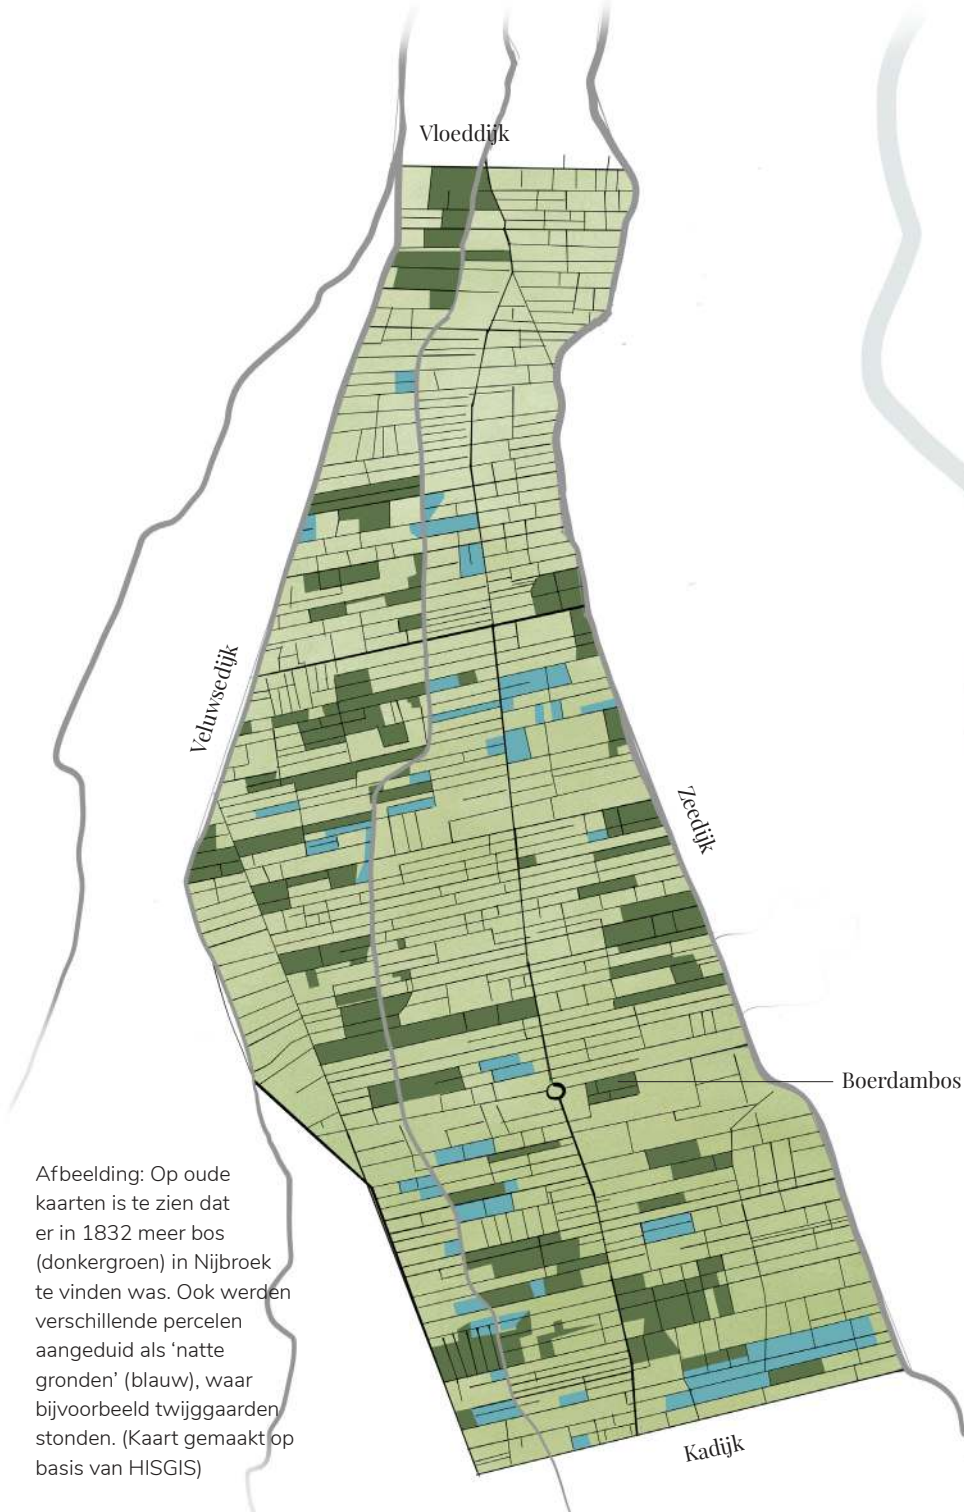 Vloeddijk
Veluwsedijk
Zeedijk
Boerdambos
Afbeelding: Op oude
kaarten is te zien dat
er in 1832 meer bos
(donkergroen) in Nijbroek
te vinden was. Ook werden
verschillende percelen
aangeduid als ‘natte
gronden’ (blauw), waar
bijvoorbeeld twijggaarden
stonden. (Kaart gemaakt op
basis van HISGIS)
Kadijk